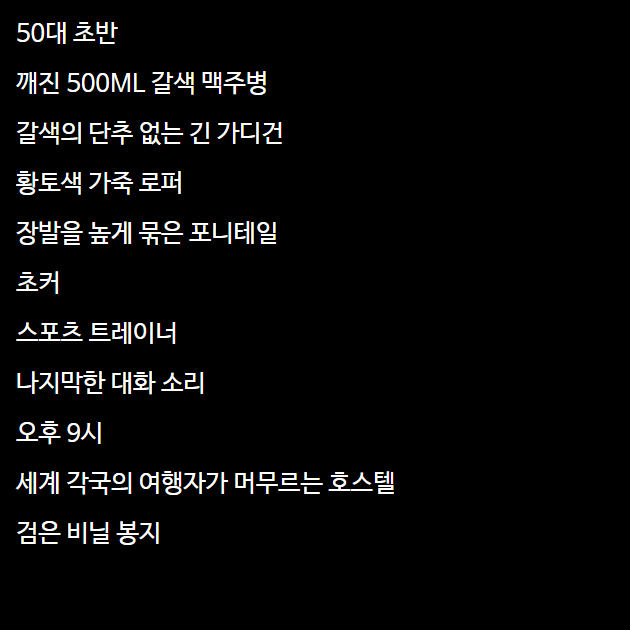 50대 초반
깨진 500ML 갈색 맥주병
갈색의 단추 없는 긴 가디건
황토색 가죽 로퍼
장발을 높게 묶은 포니테일
초커
스포츠 트레이너
나지막한 대화 소리
오후 9시
세계 각국의 여행자가 머무르는 호스텔
검은 비닐 봉지